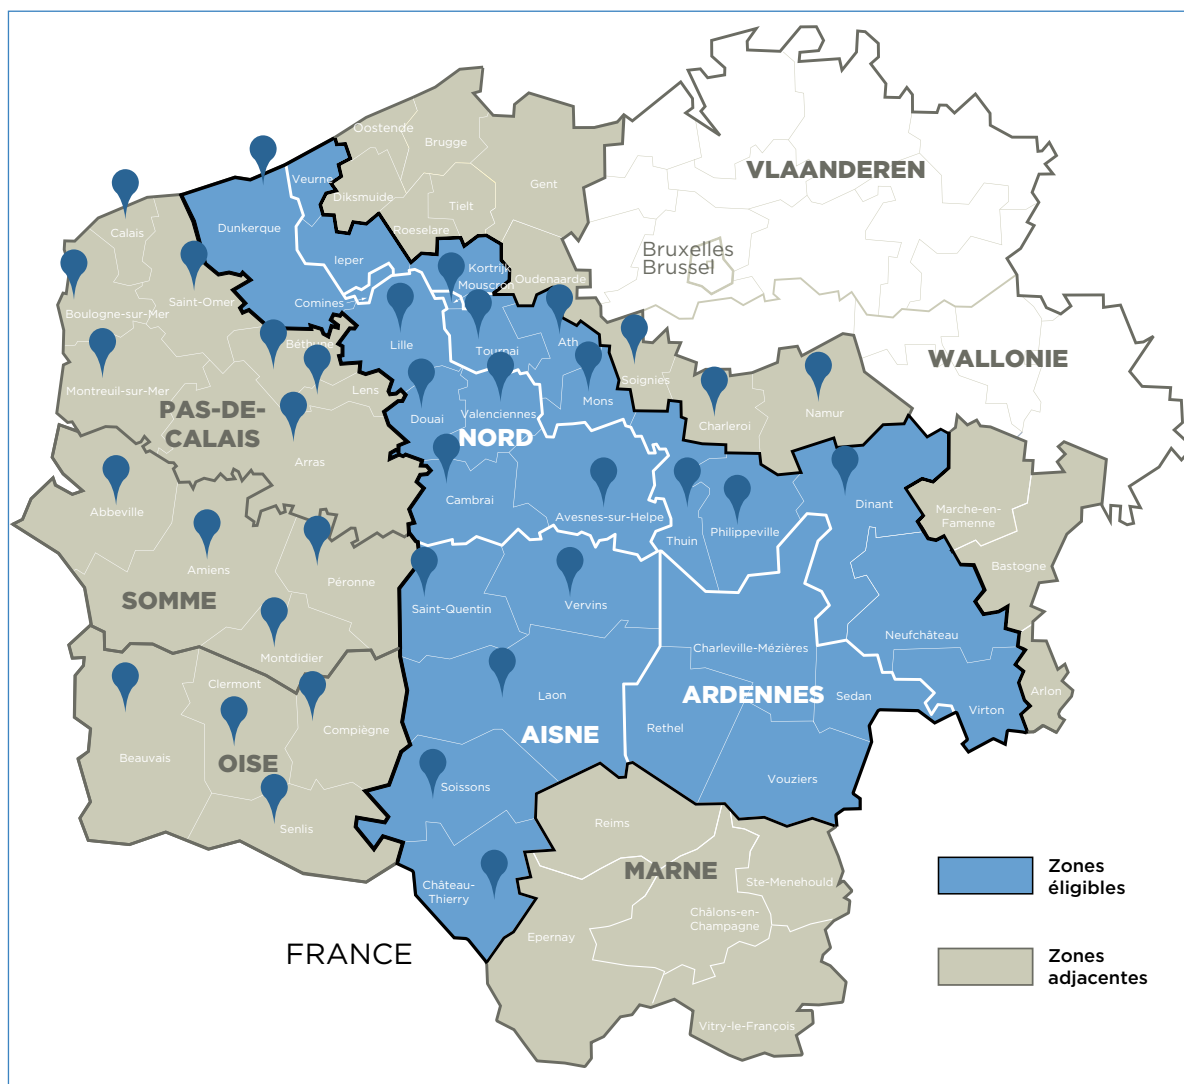 Oostende
Brugge
VLAANDEREN
Veurne
Diksmuide
Gent
Tielt
Dunkerque
Roeselare
Calais
Ieper
Bruxelles
Brussel
Kortrijk
Mouscron
Oudenaarde
Saint-Omer
Comines
Boulogne-sur-Mer
Béthune
Lille
Tournai
Ath
WALLONIE
Soignies
Montreuil-sur-Mer
Lens
Mons
PAS-DE-
CALAIS
Douai
Valenciennes
Charleroi
Namur
NORD
Arras
Abbeville
Cambrai
Avesnes-sur-Helpe
Dinant
Marche-en-
Famenne
Thuin
Philippeville
Amiens
Péronne
Bastogne
SOMME
Saint-Quentin
Vervins
Neufchâteau
Montdidier
Charleville-Mézières
Clermont
Laon
ARDENNES
Sedan
Arlon
Virton
Compiègne
AISNE
Rethel
Beauvais
OISE
Soissons
Vouziers
Senlis
Reims
MARNE
Château-
Thierry
Ste-Menehould
Châlons-en-
Champagne
Epernay
FRANCE
Vitry-le-François
Zones
éligibles
Zones
adjacentes